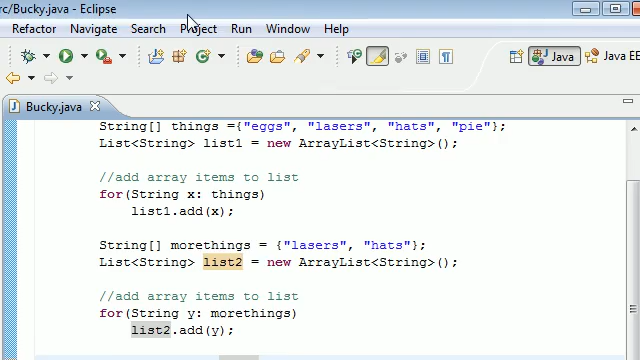 rc/Bucky.java - Eclipse
Refactor Navigate Search Project Run Window Help
Java Java EE
Bucky.java
String[] things ={"eggs", "lasers", "hats", "pie"};
List<String> list1 = new ArrayList<String>();
//add array items to list
for(String x: things)
list1.add(x);
String[] morethings = {"lasers", "hats"};
List<String> list2 = new ArrayList<String>();
//add array items to list
for(String y: morethings)
list2.add(y);